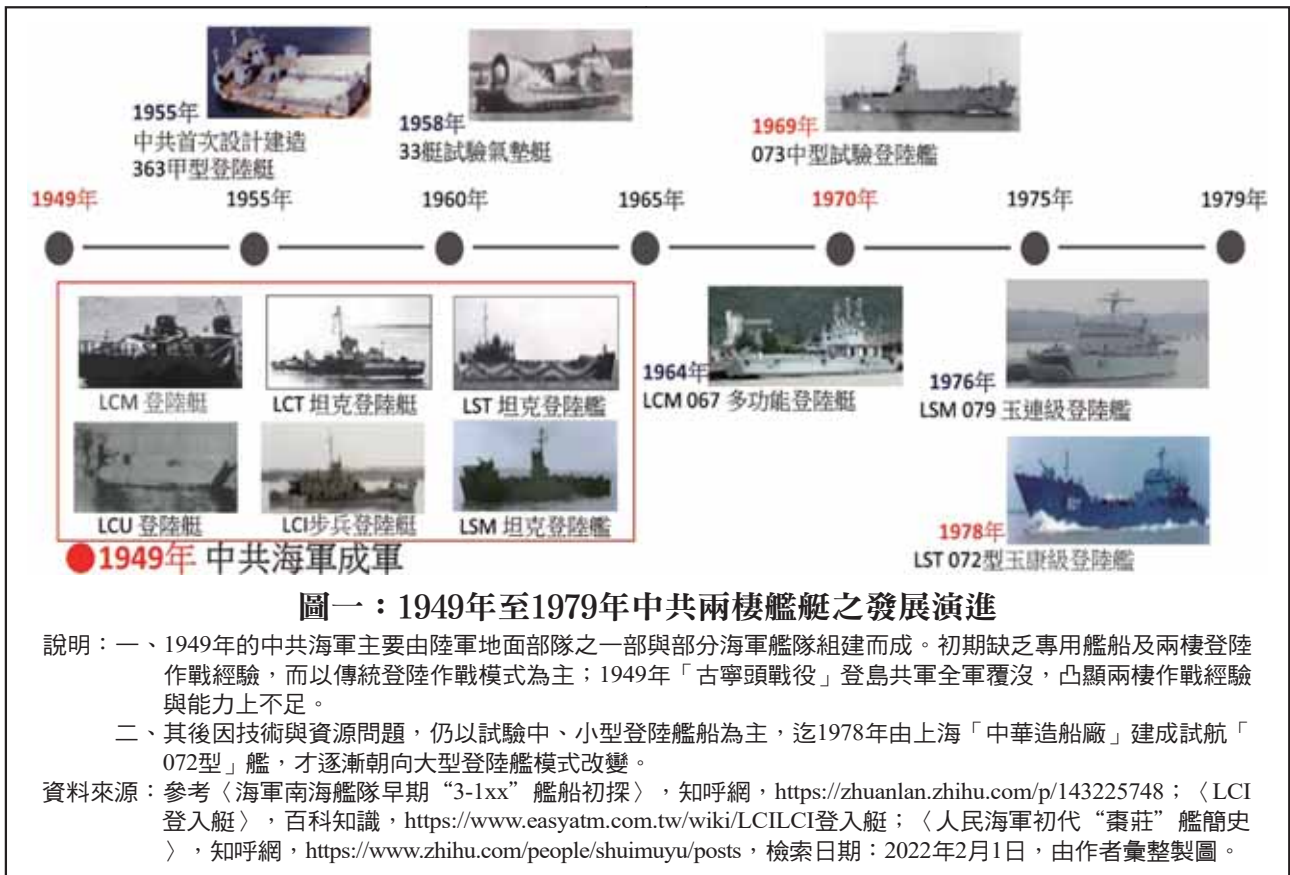 1955年
中共首次設計建造
363甲型登陸艇
1958年
33艇試驗氣墊艇
1969年
073中型試驗登陸艦
1949年
1955年
1960年
1965年
1970年
1975年
1979年
LCM 登陸艇
LCT 坦克登陸艇
LST 坦克登陸艦
LCU 登陸艇
LCI步兵登陸艇
LSM 坦克登陸艦
1949年 中共海軍成軍
1964年
LCM 067 多功能登陸艇
1976年
LSM 079 玉連級登陸艦
1978年
LST 072型玉康級登陸艦
圖一：1949年至1979年中共兩棲艦艇之發展演進
說明：一、1949年的中共海軍主要由陸軍地面部隊之一部與部分海軍艦隊組建而成。初期缺乏專用艦船及兩棲登陸
作戰經驗，而以傳統登陸作戰模式為主；1949年「古寧頭戰役」登島共軍全軍覆沒，凸顯兩棲作戰經驗
與能力上不足。
二、其後因技術與資源問題，仍以試驗中、小型登陸艦船為主，迄1978年由上海「中華造船廠」建成試航「
072型」艦，才逐漸朝向大型登陸艦模式改變。
資料來源：參考〈海軍南海艦隊早期“3-1xx”艦船初探〉，知呼網，https://zhuanlan.zhihu.com/p/143225748；〈LCI
登入艇〉，百科知識，https://www.easyatm.com.tw/wiki/LCILCI登入艇；〈人民海軍初代“棗莊”艦簡史
〉，知呼網，https://www.zhihu.com/people/shuimuyu/posts，檢索日期：2022年2月1日，由作者彙整製圖。